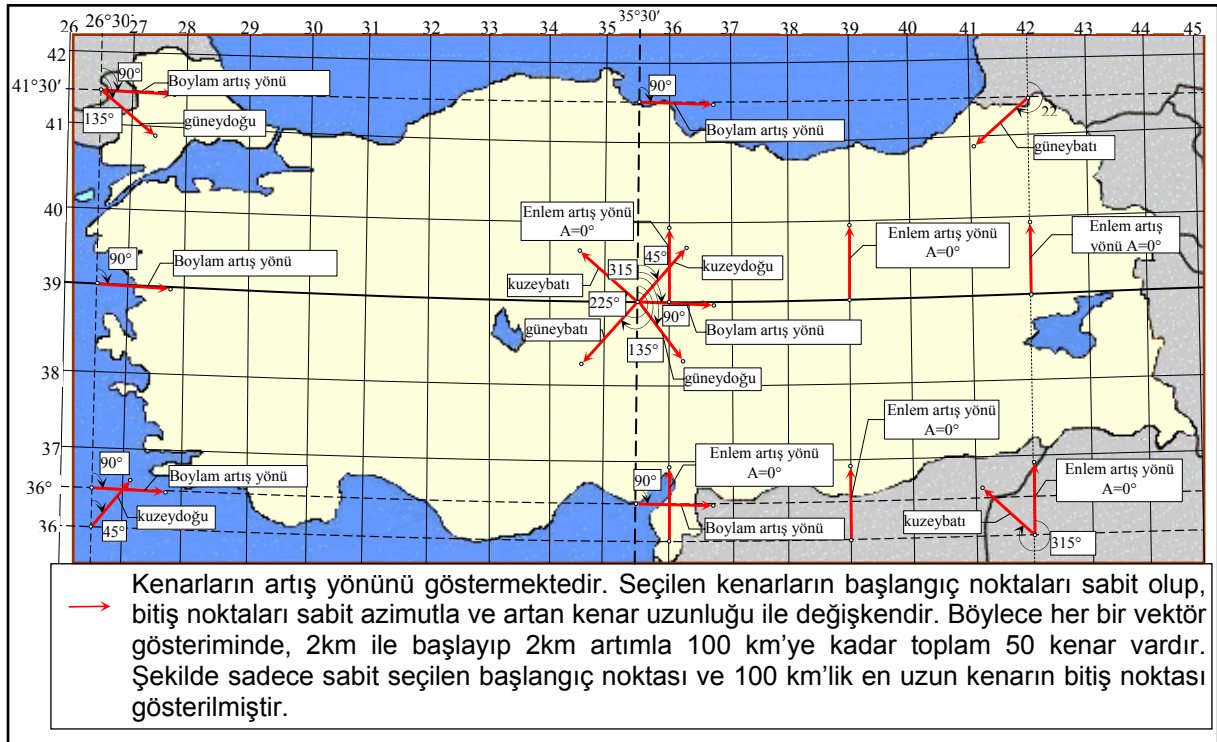 26°30' 35°30'
26 27 28 29 30 31 32 33 34 35 36 37 38 39 40 41 42 43 44 45
42
41°30'
41
40
39
38
37
36°
36
90°
Boylam artış yönü
135°
güneydoğu
90°
Boylam artış yönü
22
güneybatı
Enlem artış yönü
A=0°
45°
kuzeydoğu
315
kuzeybatı
225°
güneybatı
90°
Boylam artış yönü
135°
güneydoğu
Enlem artış yönü
A=0°
Enlem artış
yönü A=0°
90°
Boylam artış yönü
90°
Boylam artış yönü
kuzeydoğu
45°
Enlem artış yönü
A=0°
90°
Boylam artış yönü
Enlem artış yönü
A=0°
Enlem artış yönü
A=0°
kuzeybatı
315°
Kenarların artış yönünü göstermektedir. Seçilen kenarların başlangıç noktaları sabit olup,
bitiş noktaları sabit azimutla ve artan kenar uzunluğu ile değişkendir. Böylece her bir vektör
gösteriminde, 2km ile başlayıp 2km artımla 100 km’ye kadar toplam 50 kenar vardır.
Şekilde sadece sabit seçilen başlangıç noktası ve 100 km’lik en uzun kenarın bitiş noktası
gösterilmiştir.